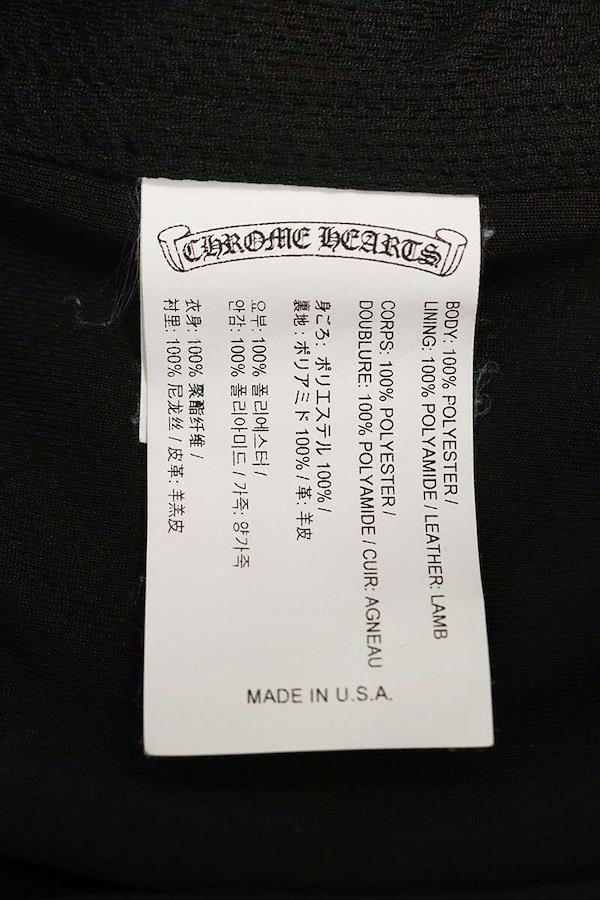 CHROME HEARTS
BODY: 100% POLYESTER /
LINING: 100% POLYAMIDE / LEATHER: LAMB
CORPS: 100% POLYESTER /
DOUBLURE: 100% POLYAMIDE / CUIR: AGNEAU
身ごろ: ポリエステル 100% /
裏地 : ポリアミド 100% / 革: 羊皮
요부: 100% 폴리에스터 /
안감: 100% 폴리아미드 / 가죽: 양가죽
衣身: 100% 聚酯纤维 /
衬里: 100% 尼龙丝 / 皮革: 羊羔皮
MADE IN U.S.A.